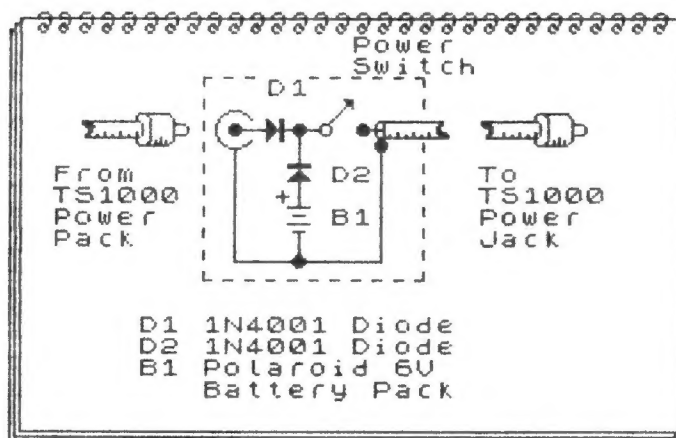 Power
Switch
D1
From
TS1000
Power
Pack
D2
+
B1
To
TS1000
Power
Jack
D1 1N4001 Diode
D2 1N4001 Diode
B1 Polaroid 6V
Battery Pack